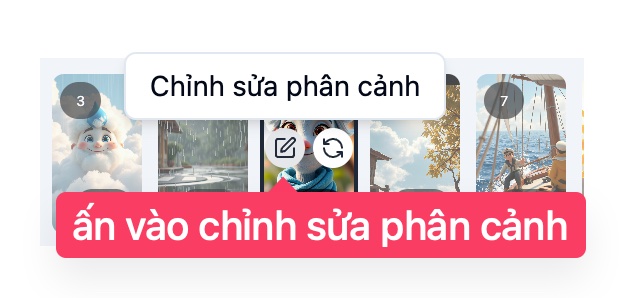 Chỉnh sửa phân cảnh
3
7
ấn vào chỉnh sửa phân cảnh